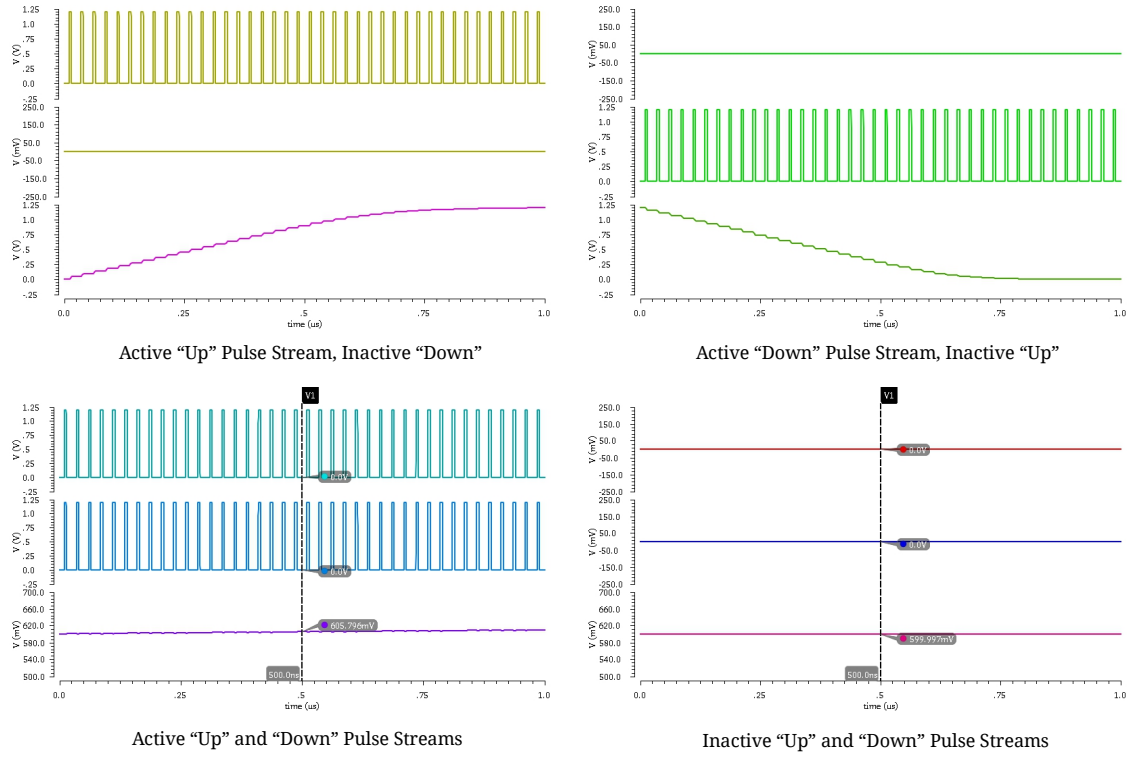 1.25
1.0
.75
.5
.25
0.0
-.25
V (V)
250.0
150.0
50.0
-50.0
-150.0
-250.0
V (mV)
1.25
1.0
.75
.5
.25
0.0
-.25
V (V)
0.0 .25 .5 .75 1.0
time (us)
Active “Up” Pulse Stream, Inactive “Down”
250.0
150.0
50.0
-50.0
-150.0
-250.0
V (mV)
1.25
1.0
.75
.5
.25
0.0
-.25
V (V)
1.25
1.0
.75
.5
.25
0.0
-.25
V (V)
0.0 .25 .5 .75 1.0
time (us)
Active “Down” Pulse Stream, Inactive “Up”
V1
1.25
1.0
.75
.5
.25
0.0
-.25
V (V)
0.0V
1.25
1.0
.75
.5
.25
0.0
-.25
V (V)
0.0V
700.0
660.0
620.0
580.0
540.0
500.0
V (mV)
605.796mV
500.0ns
0.0 .25 .5 .75 1.0
time (us)
Active “Up” and “Down” Pulse Streams
V1
250.0
150.0
50.0
-50.0
-150.0
-250.0
V (mV)
0.0V
250.0
150.0
50.0
-50.0
-150.0
-250.0
V (mV)
0.0V
700.0
660.0
620.0
580.0
540.0
500.0
V (mV)
599.997mV
500.0ns
0.0 .25 .5 .75 1.0
time (us)
Inactive “Up” and “Down” Pulse Streams